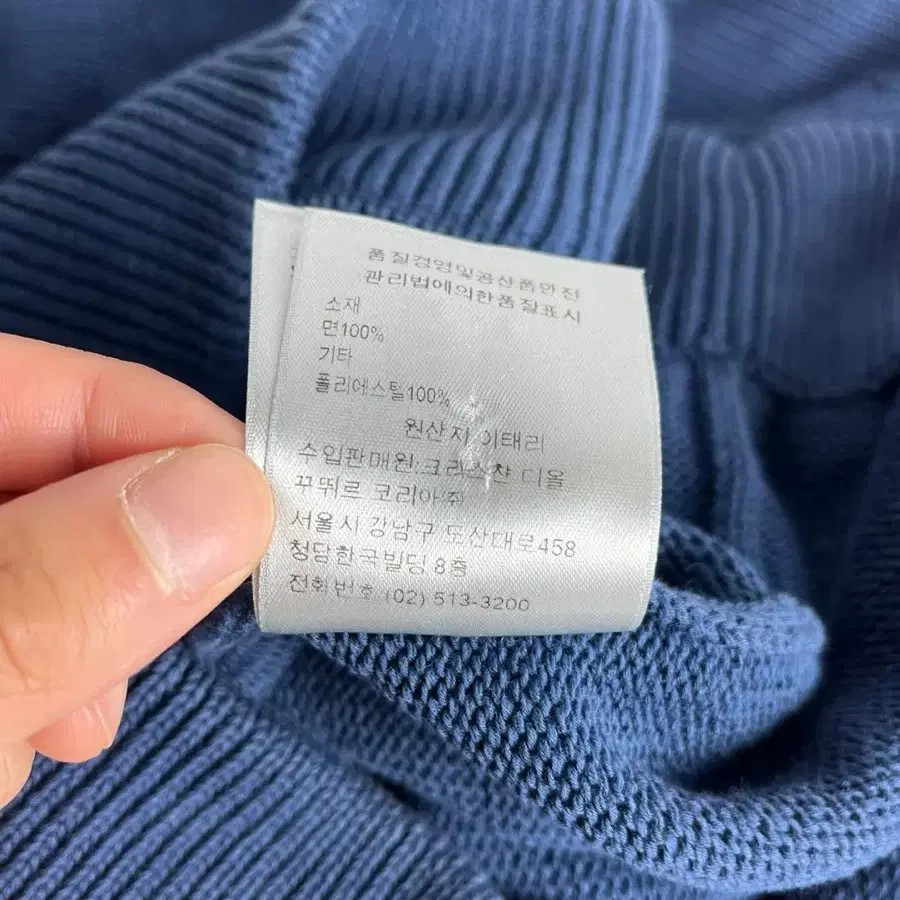 품질경영및공산품안전
관리법에의한품질표시
소재
면100%
기타
폴리에스틸100%
원산지 이태리
수입판매원:크리스챤 디올
꾸뛰르 코리아㈜
서울시 강남구 도산대로458
청담한국빌딩 8층
전화번호 (02) 513-3200